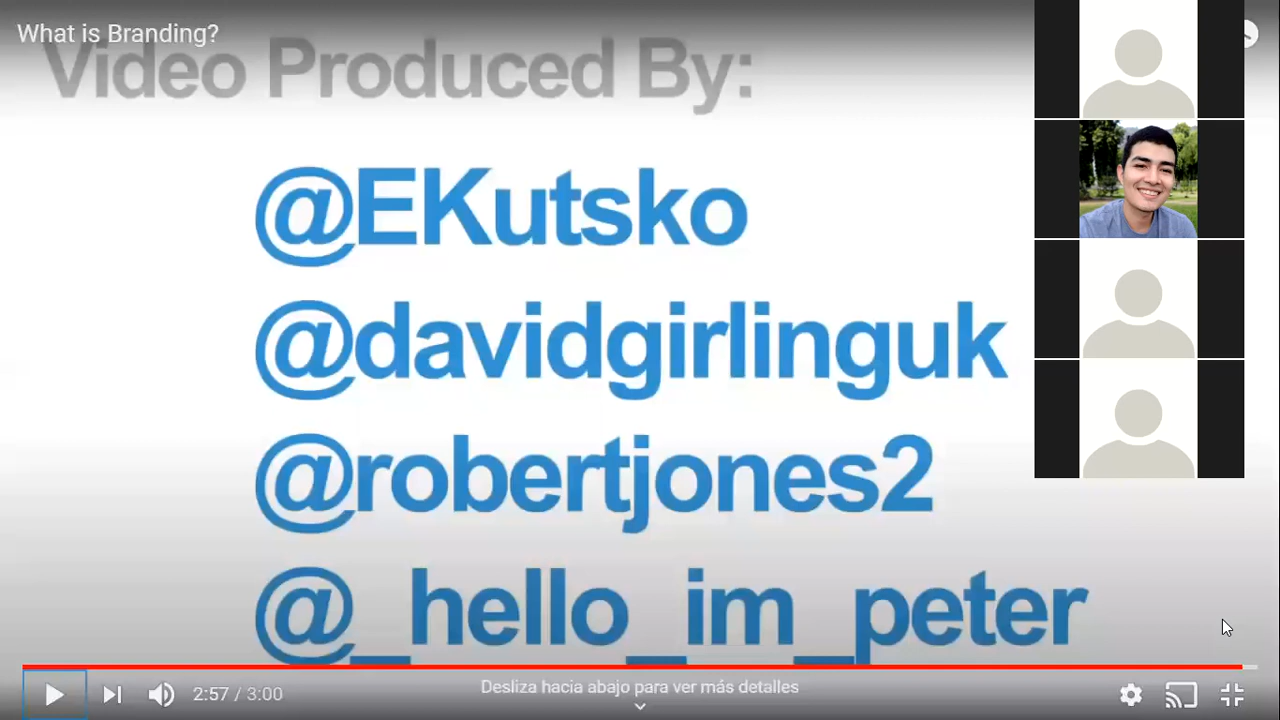 What is Branding?
Video Produced By:
@EKutsko
@davidgirlinguk
@robertjones2
@_hello_im_peter
Desliza hacia abajo para ver más detalles
2:57 / 3:00